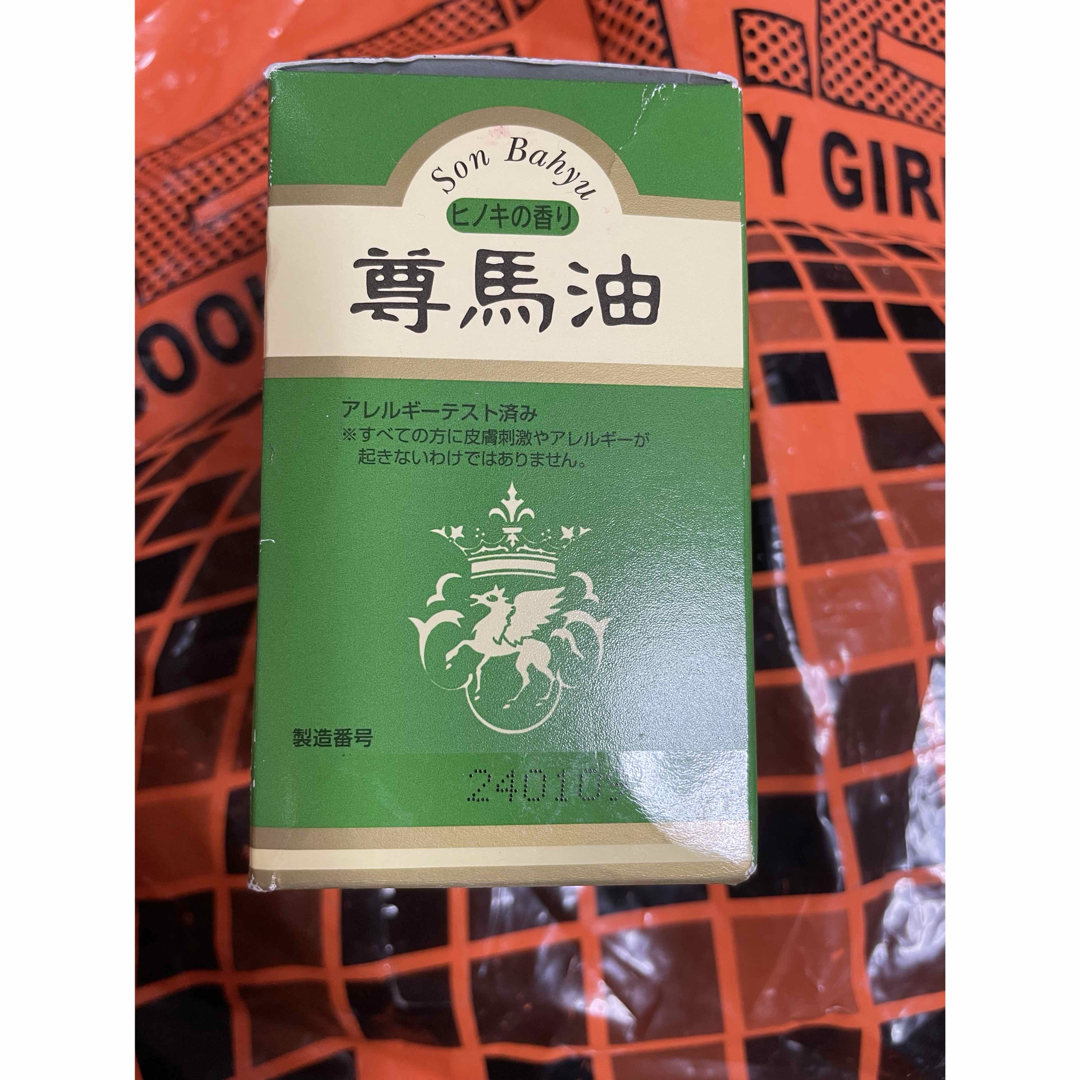 Son Bahyu
ヒノキの香り
尊馬油
アレルギーテスト済み
※すべての方に皮膚刺激やアレルギーが
起きないわけではありません。
製造番号
Y GIR